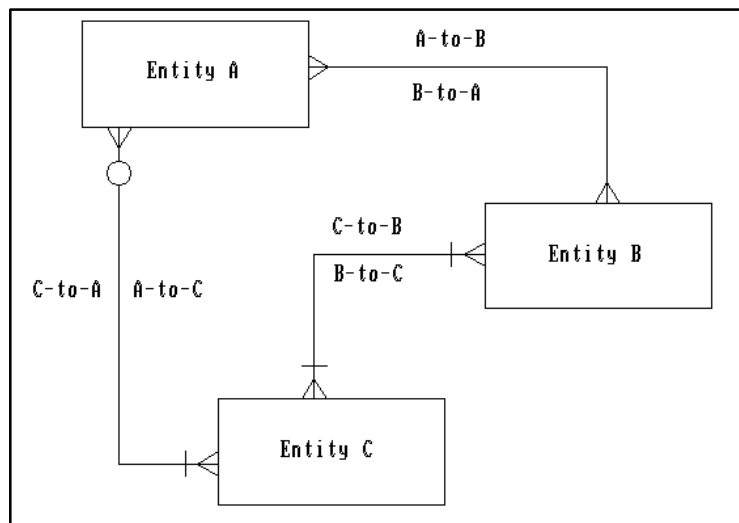 A-to-B
Entity A
B-to-A
C-to-B
Entity B
B-to-C
C-to-A
A-to-C
Entity C